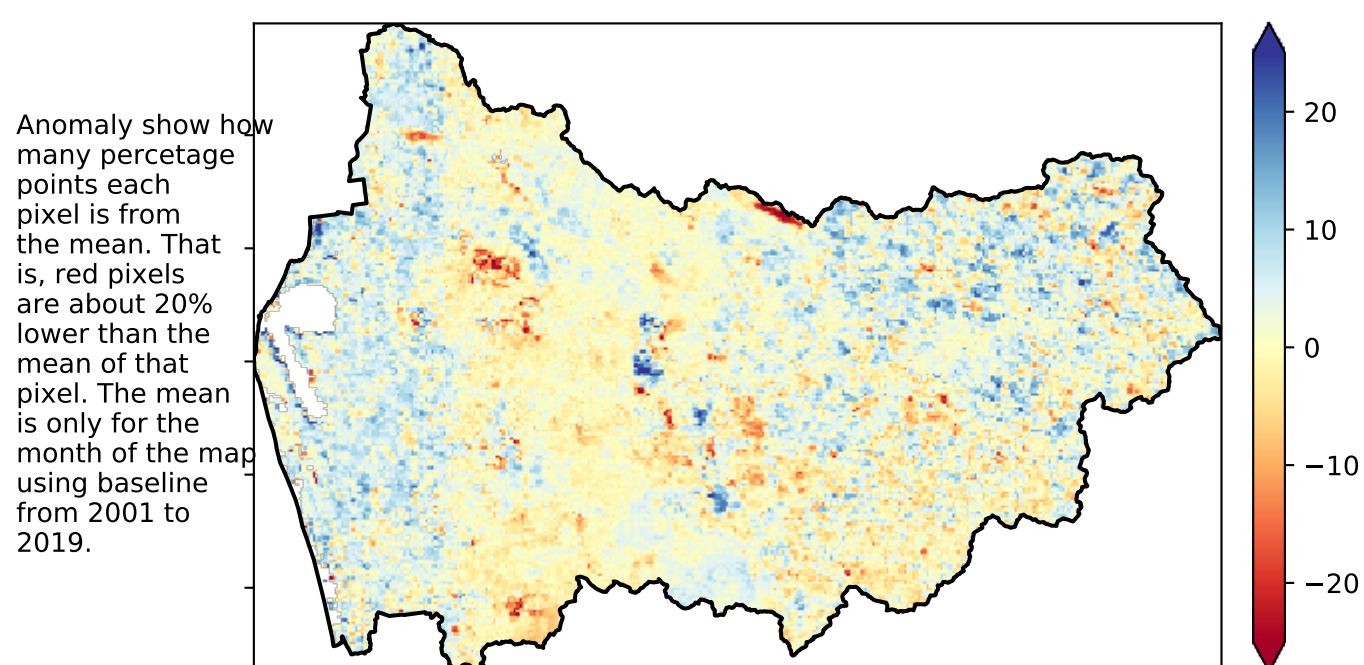 Anomaly show how
many percetage
points each
pixel is from
the mean. That
is, red pixels
are about 20%
lower than the
mean of that
pixel. The mean
is only for the
month of the map
using baseline
from 2001 to
2019.
20
10
0
−10
−20